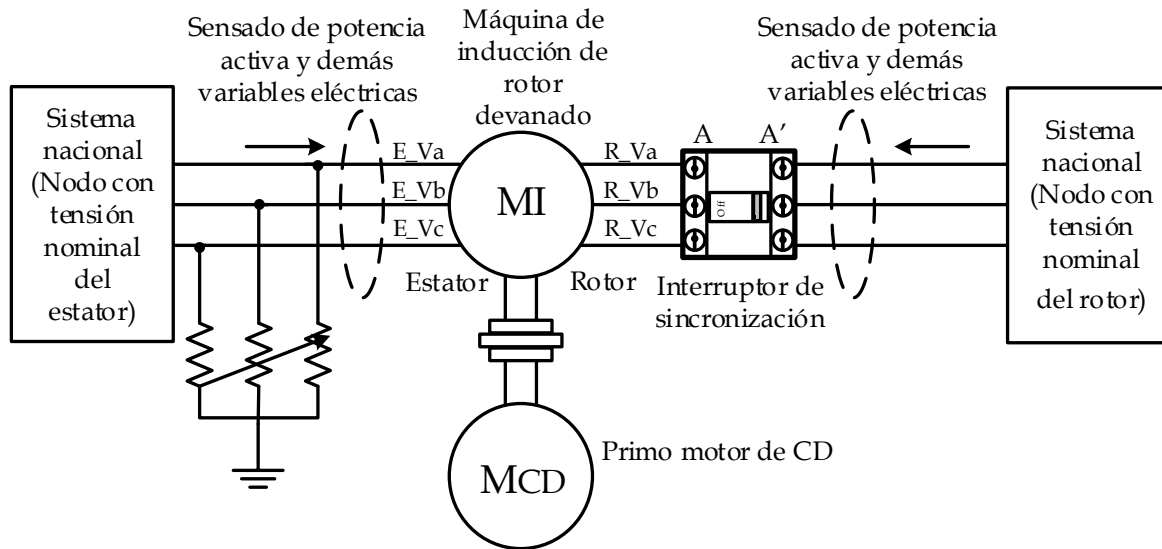 Sensado de potencia
activa y demás
variables eléctricas
Máquina de
inducción de
rotor
devanado
Sensado de potencia
activa y demás
variables eléctricas
Sistema
nacional
(Nodo con
tensión
nominal
del
estator)
E_Va
E_Vb
E_Vc
MI
R_Va
R_Vb
R_Vc
A
A’
Off
Sistema
nacional
(Nodo con
tensión
nominal
del rotor)
Estator
Rotor
Interruptor de
sincronización
MCD
Primo motor de CD